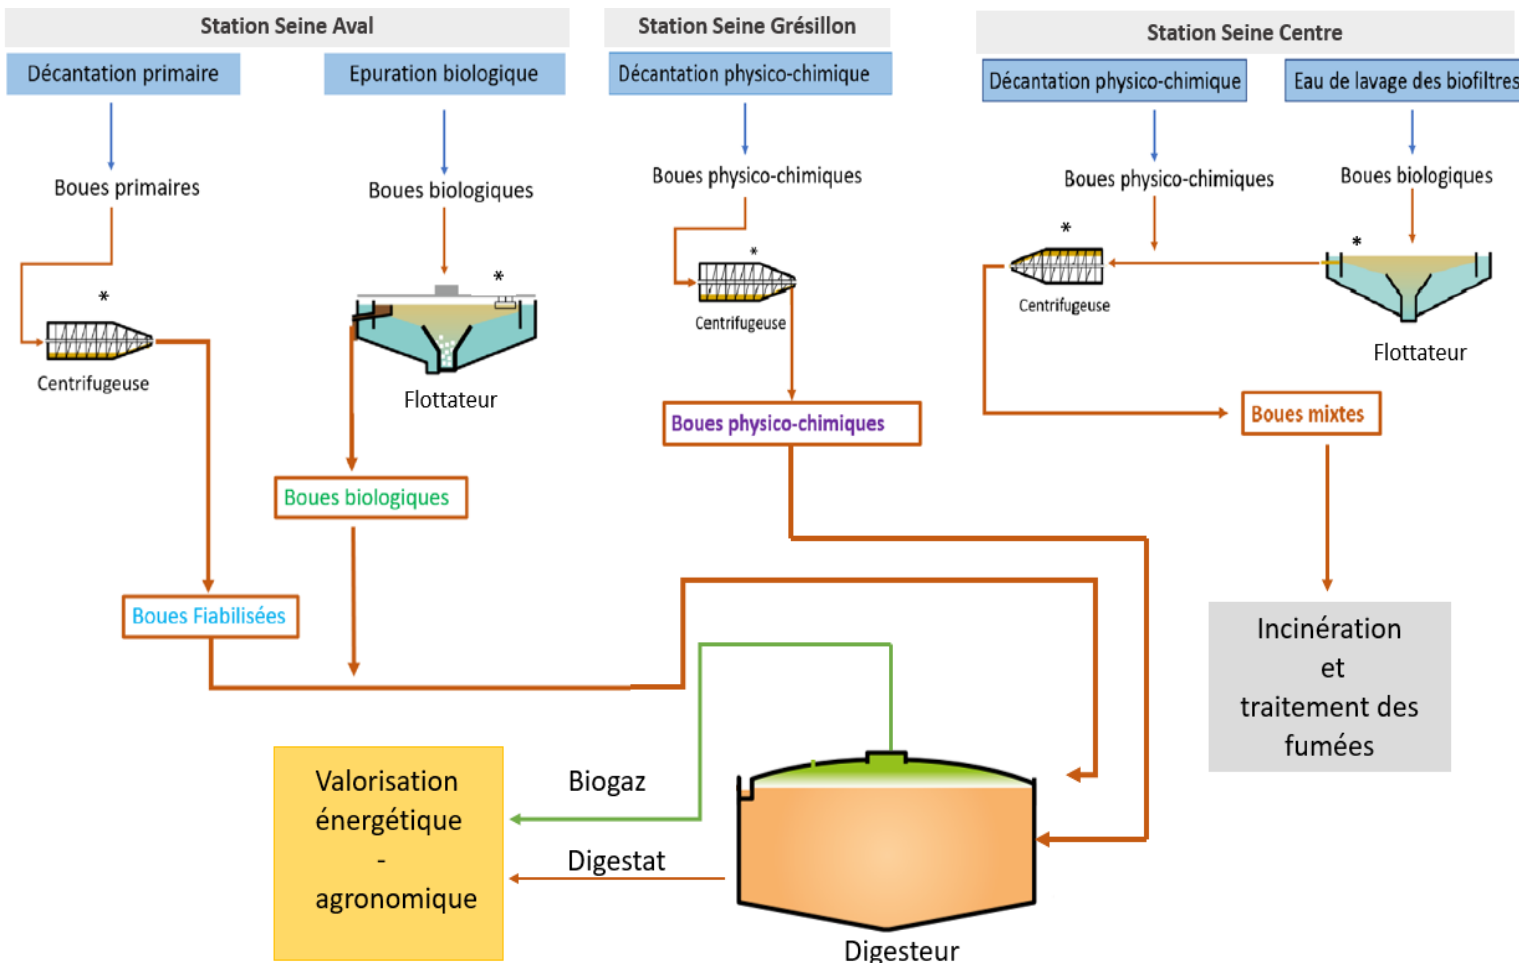 Station Seine Aval
Station Seine Grésillon
Station Seine Centre
Décantation primaire
Epuration biologique
Décantation physico-chimique
Décantation physico-chimique
Eau de lavage des biofiltres
Boues primaires
Boues biologiques
Boues physico-chimiques
Boues physico-chimiques
Boues biologiques
*
*
*
*
*
Centrifugeuse
Flottateur
Centrifugeuse
Centrifugeuse
Flottateur
Boues physico-chimiques
Boues mixtes
Boues biologiques
Boues Fiabilisées
Incinération
et
traitement des
fumées
Valorisation
énergétique
-
agronomique
Biogaz
Digestat
Digesteur